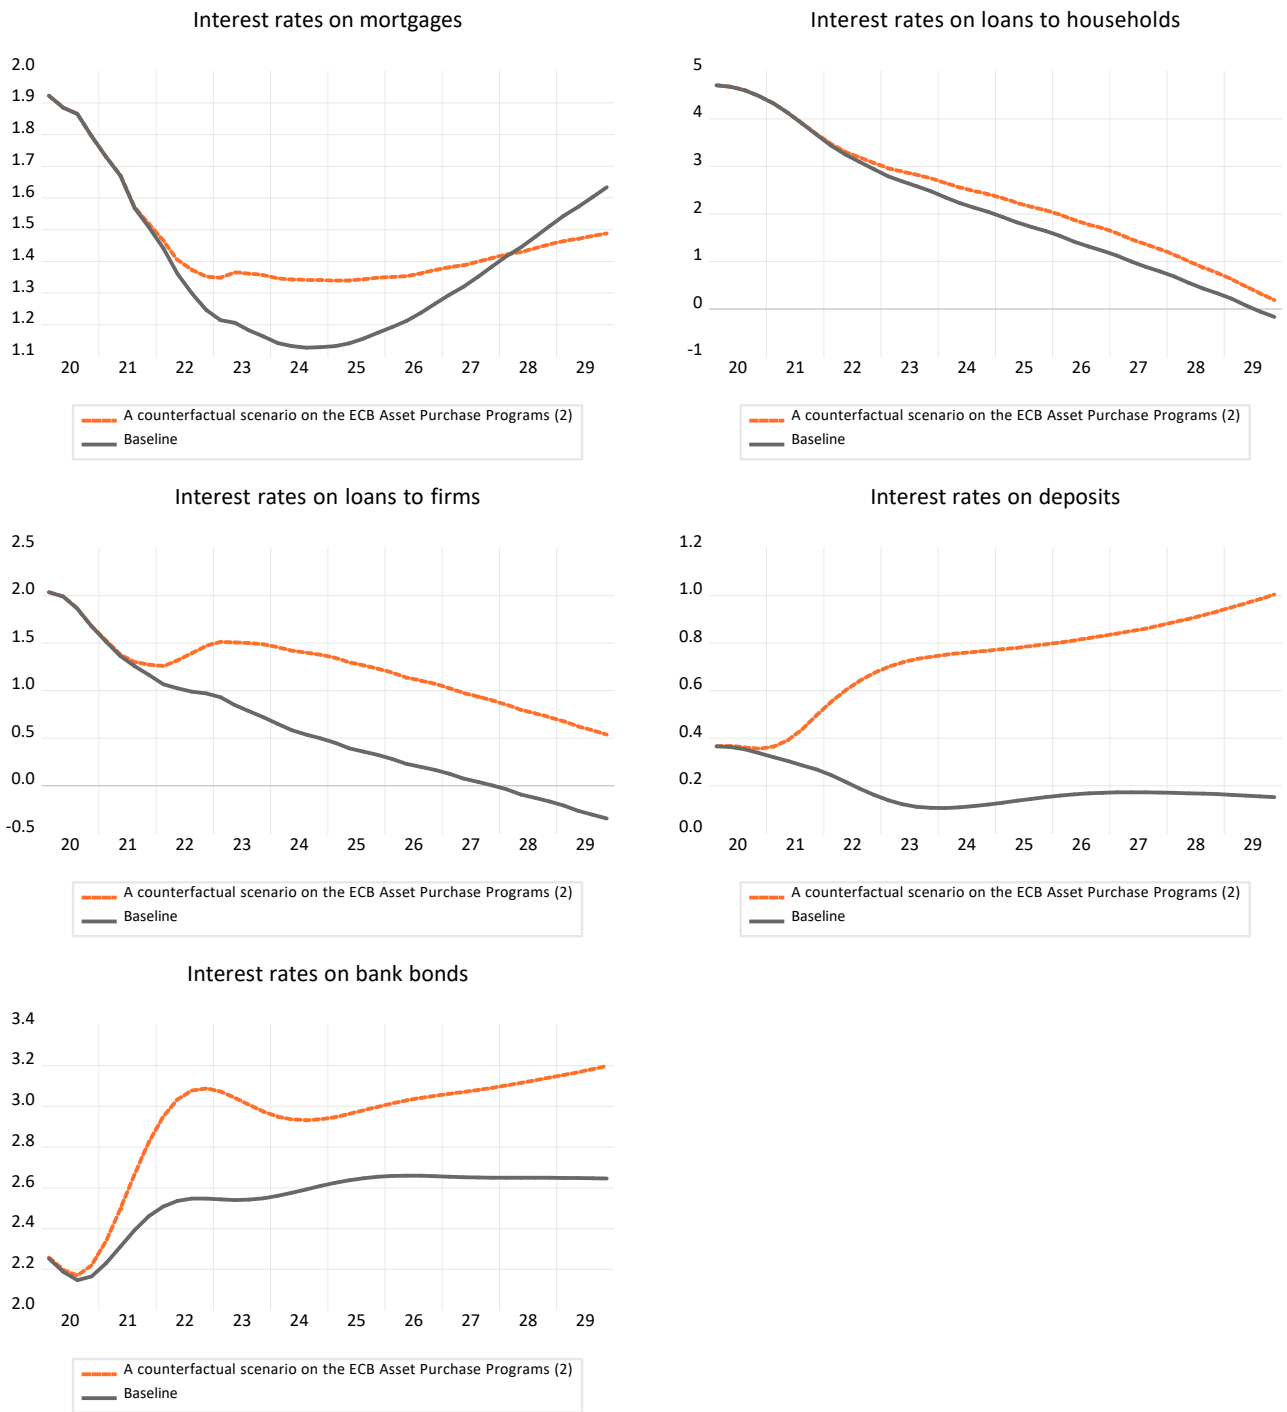 Interest rates on mortgages
2.0
1.9
1.8
1.7
1.6
1.5
1.4
1.3
1.2
1.1
20 21 22 23 24 25 26 27 28 29
A counterfactual scenario on the ECB Asset Purchase Programs (2)
Baseline
Interest rates on loans to households
5
4
3
2
1
0
-1
20 21 22 23 24 25 26 27 28 29
A counterfactual scenario on the ECB Asset Purchase Programs (2)
Baseline
Interest rates on loans to firms
2.5
2.0
1.5
1.0
0.5
0.0
-0.5
20 21 22 23 24 25 26 27 28 29
A counterfactual scenario on the ECB Asset Purchase Programs (2)
Baseline
Interest rates on deposits
1.2
1.0
0.8
0.6
0.4
0.2
0.0
20 21 22 23 24 25 26 27 28 29
A counterfactual scenario on the ECB Asset Purchase Programs (2)
Baseline
Interest rates on bank bonds
3.4
3.2
3.0
2.8
2.6
2.4
2.2
2.0
20 21 22 23 24 25 26 27 28 29
A counterfactual scenario on the ECB Asset Purchase Programs (2)
Baseline